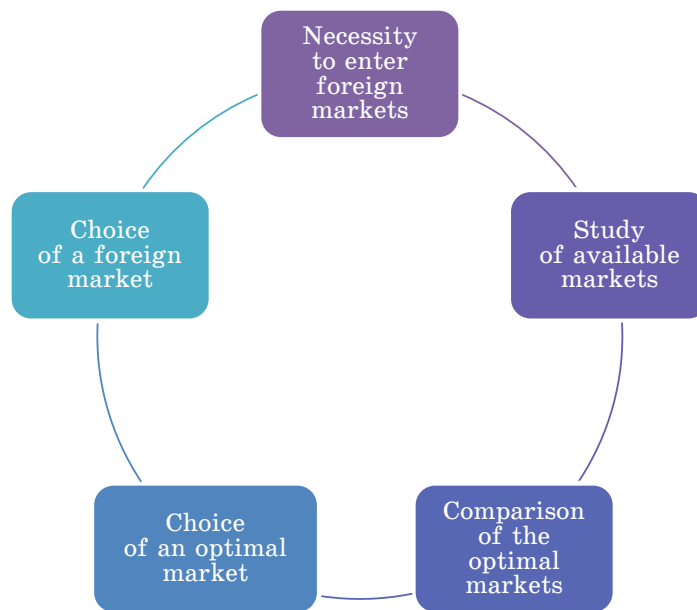 Necessity
to enter
foreign
markets
Study
of available
markets
Comparison
of the
optimal
markets
Choice
of an optimal
market
Choice
of a foreign
market